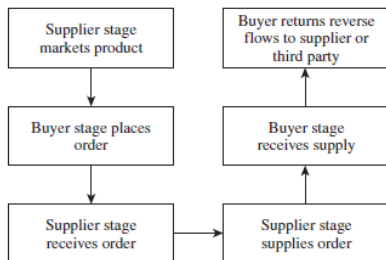 Supplier stage
markets product
Buyer stage places
order
Supplier stage
receives order
Supplier stage
supplies order
Buyer stage
receives supply
Buyer returns reverse
flows to supplier or
third party